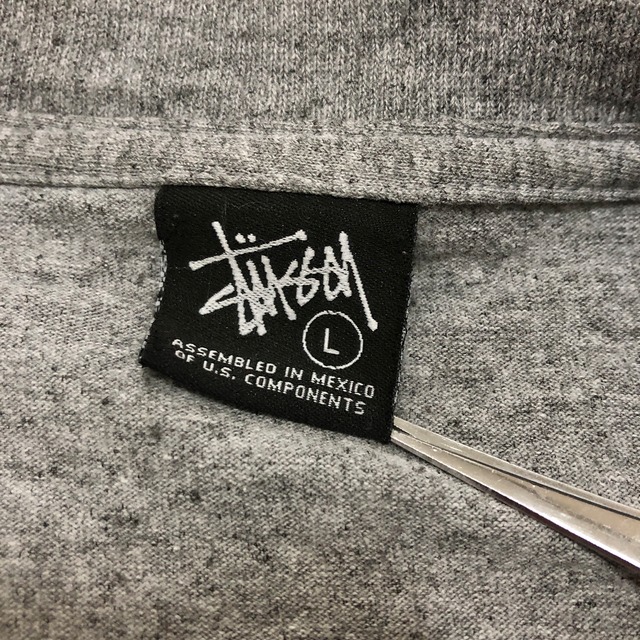 Stüssy
L
ASSEMBLED IN MEXICO
OF U.S. COMPONENTS